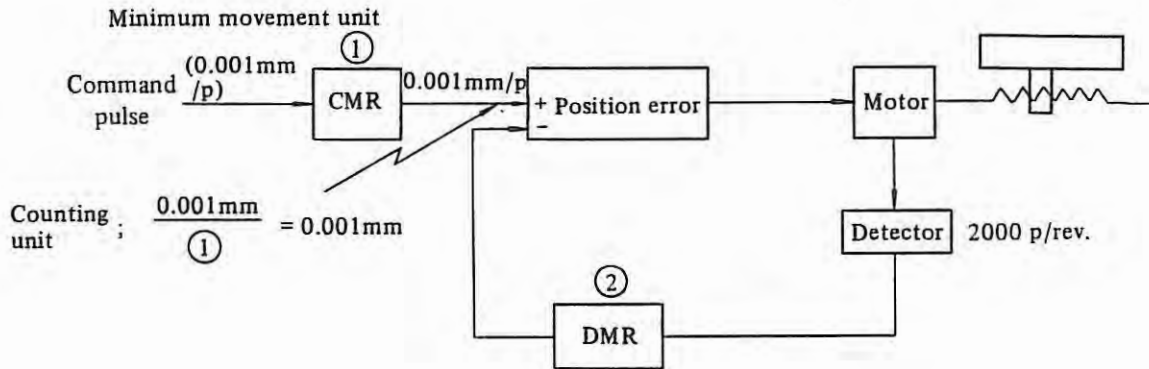 Minimum movement unit
①
(0.001mm
/p)
Command
pulse
CMR
0.001mm/p
+ Position error
−
Motor
Counting
unit ; 0.001mm
①
= 0.001mm
Detector
2000 p/rev.
②
DMR